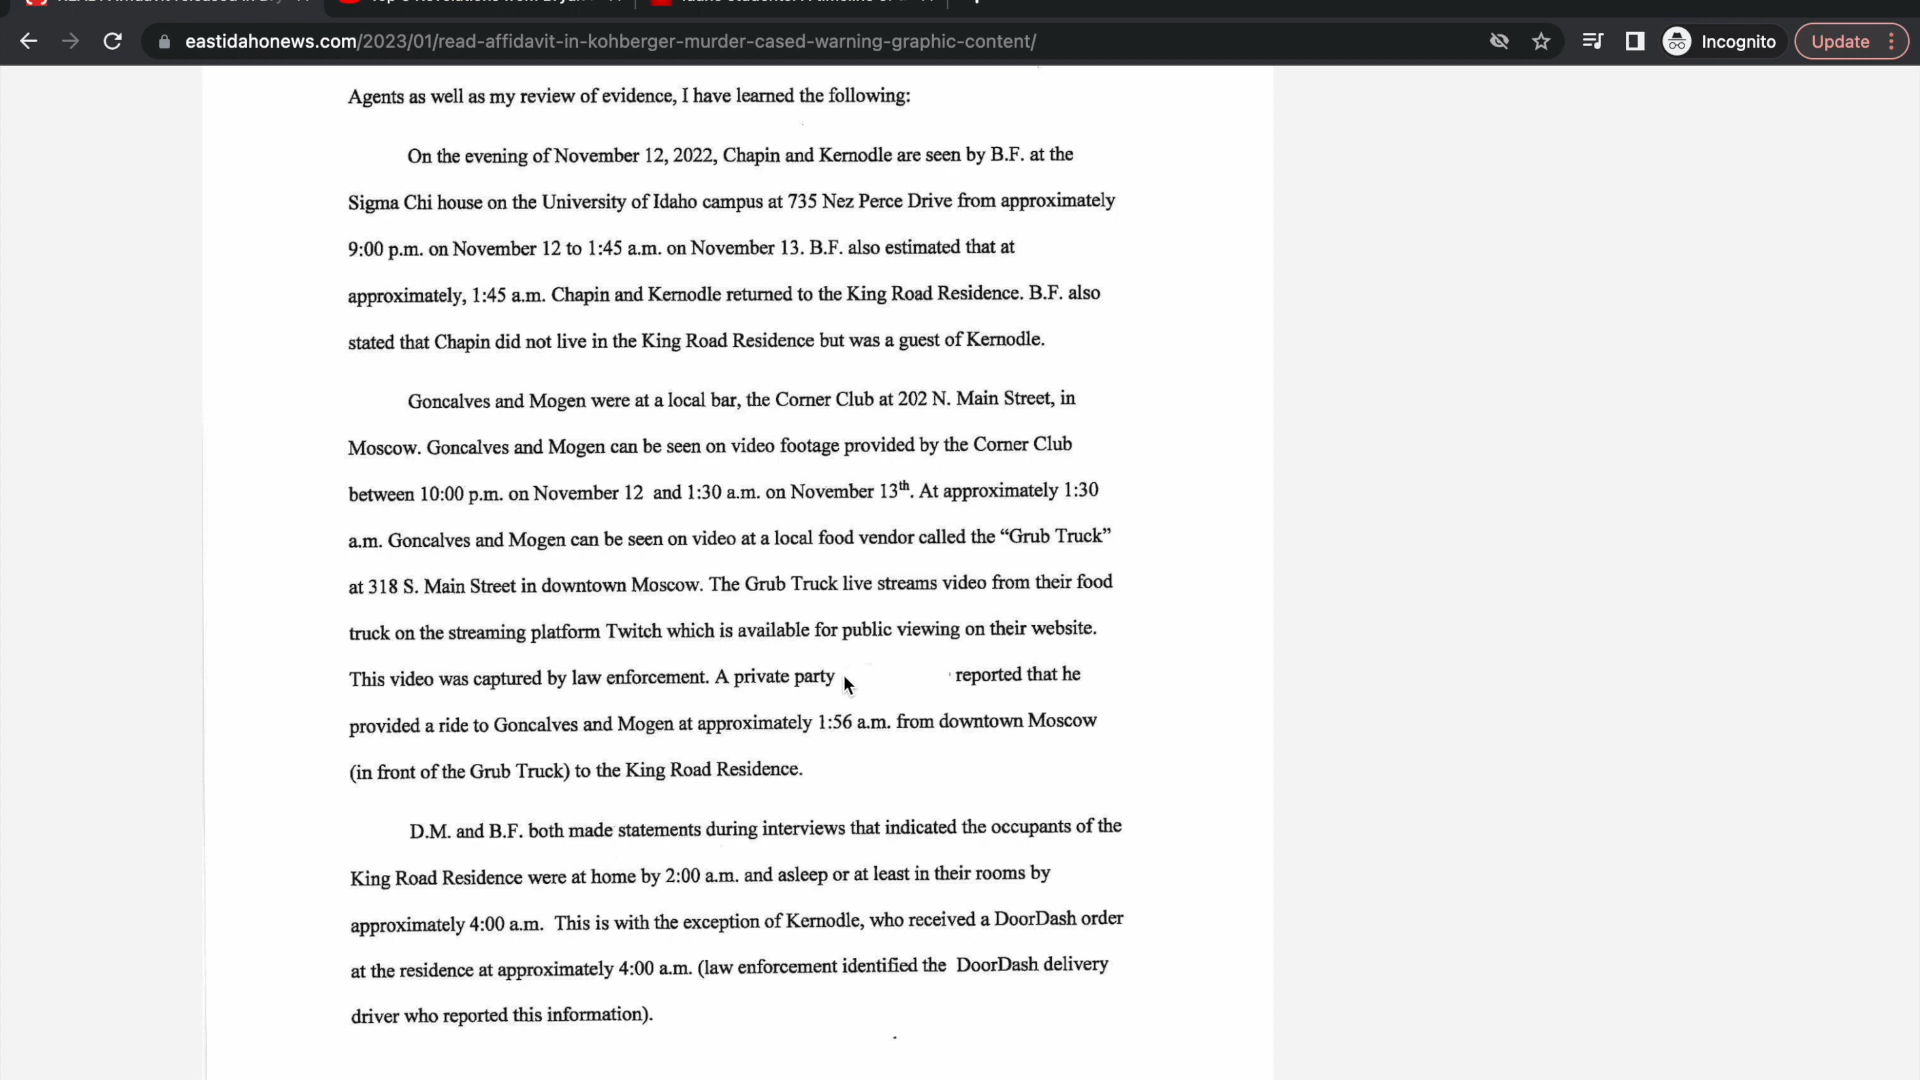 eastidahonews.com/2023/01/read-affidavit-in-kohberger-murder-cased-warning-graphic-content/
Incognito
Update
Agents as well as my review of evidence, I have learned the following:
On the evening of November 12, 2022, Chapin and Kernodle are seen by B.F. at the
Sigma Chi house on the University of Idaho campus at 735 Nez Perce Drive from approximately
9:00 p.m. on November 12 to 1:45 a.m. on November 13. B.F. also estimated that at
approximately, 1:45 a.m. Chapin and Kernodle returned to the King Road Residence. B.F. also
stated that Chapin did not live in the King Road Residence but was a guest of Kernodle.
Goncalves and Mogen were at a local bar, the Corner Club at 202 N. Main Street, in
Moscow. Goncalves and Mogen can be seen on video footage provided by the Corner Club
between 10:00 p.m. on November 12 and 1:30 a.m. on November 13th. At approximately 1:30
a.m. Goncalves and Mogen can be seen on video at a local food vendor called the “Grub Truck”
at 318 S. Main Street in downtown Moscow. The Grub Truck live streams video from their food
truck on the streaming platform Twitch which is available for public viewing on their website.
This video was captured by law enforcement. A private party reported that he
provided a ride to Goncalves and Mogen at approximately 1:56 a.m. from downtown Moscow
(in front of the Grub Truck) to the King Road Residence.
D.M. and B.F. both made statements during interviews that indicated the occupants of the
King Road Residence were at home by 2:00 a.m. and asleep or at least in their rooms by
approximately 4:00 a.m. This is with the exception of Kernodle, who received a DoorDash order
at the residence at approximately 4:00 a.m. (law enforcement identified the DoorDash delivery
driver who reported this information).